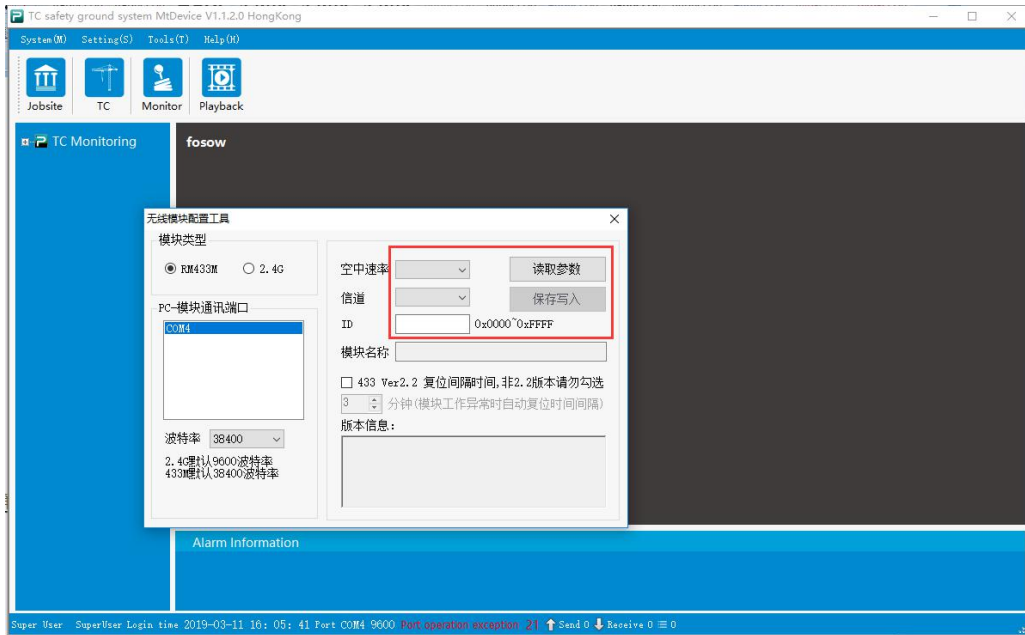 TC safety ground system MtDevice V1.1.2.0 HongKong
System(M) Setting(S) Tools(T) Help(H)
Jobsite TC Monitor Playback
TC Monitoring
fosow
无线模块配置工具
模块类型
RM433M 2.4G
PC-模块通讯端口
COM4
波特率 38400
2.4G默认9600波特率
433M默认38400波特率
空中速率 读取参数
信道 保存写入
ID 0x0000~0xFFFF
模块名称
433 Ver2.2 复位间隔时间,非2.2版本请勿勾选
3 分钟(模块工作异常时自动复位时间间隔)
版本信息:
Alarm Information
Super User SuperUser Login time 2019-03-11 16: 05: 41 Port COM4 9600 Port operation exception 21 Send 0 Receive 0 0